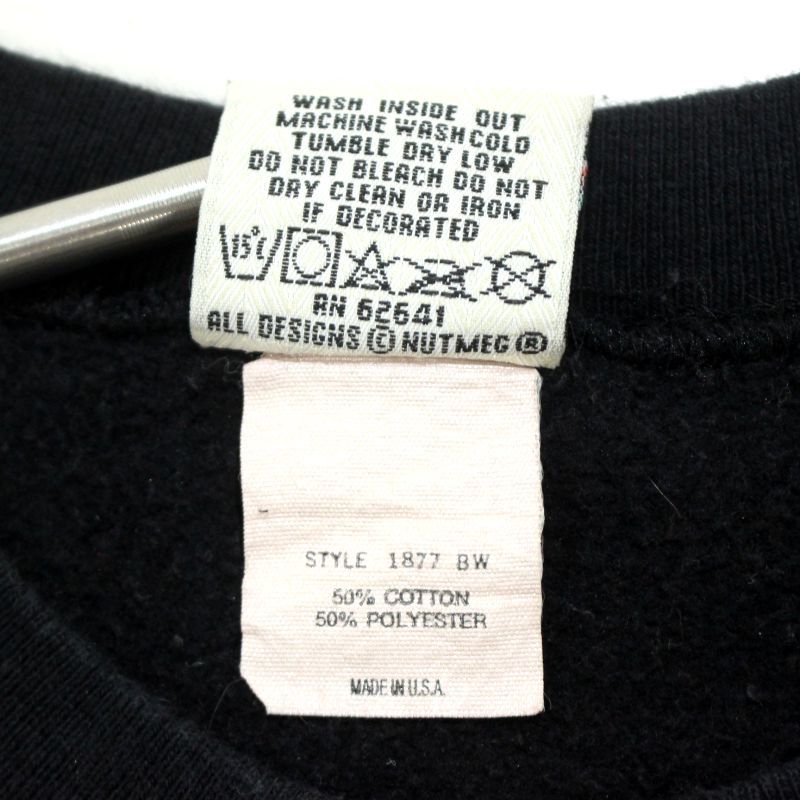 WASH INSIDE OUT
MACHINE WASH COLD
TUMBLE DRY LOW
DO NOT BLEACH DO NOT
DRY CLEAN OR IRON
IF DECORATED
15°C
RN 62641
ALL DESIGNS © NUTMEG ®
STYLE 1877 BW
50% COTTON
50% POLYESTER
MADE IN U.S.A.